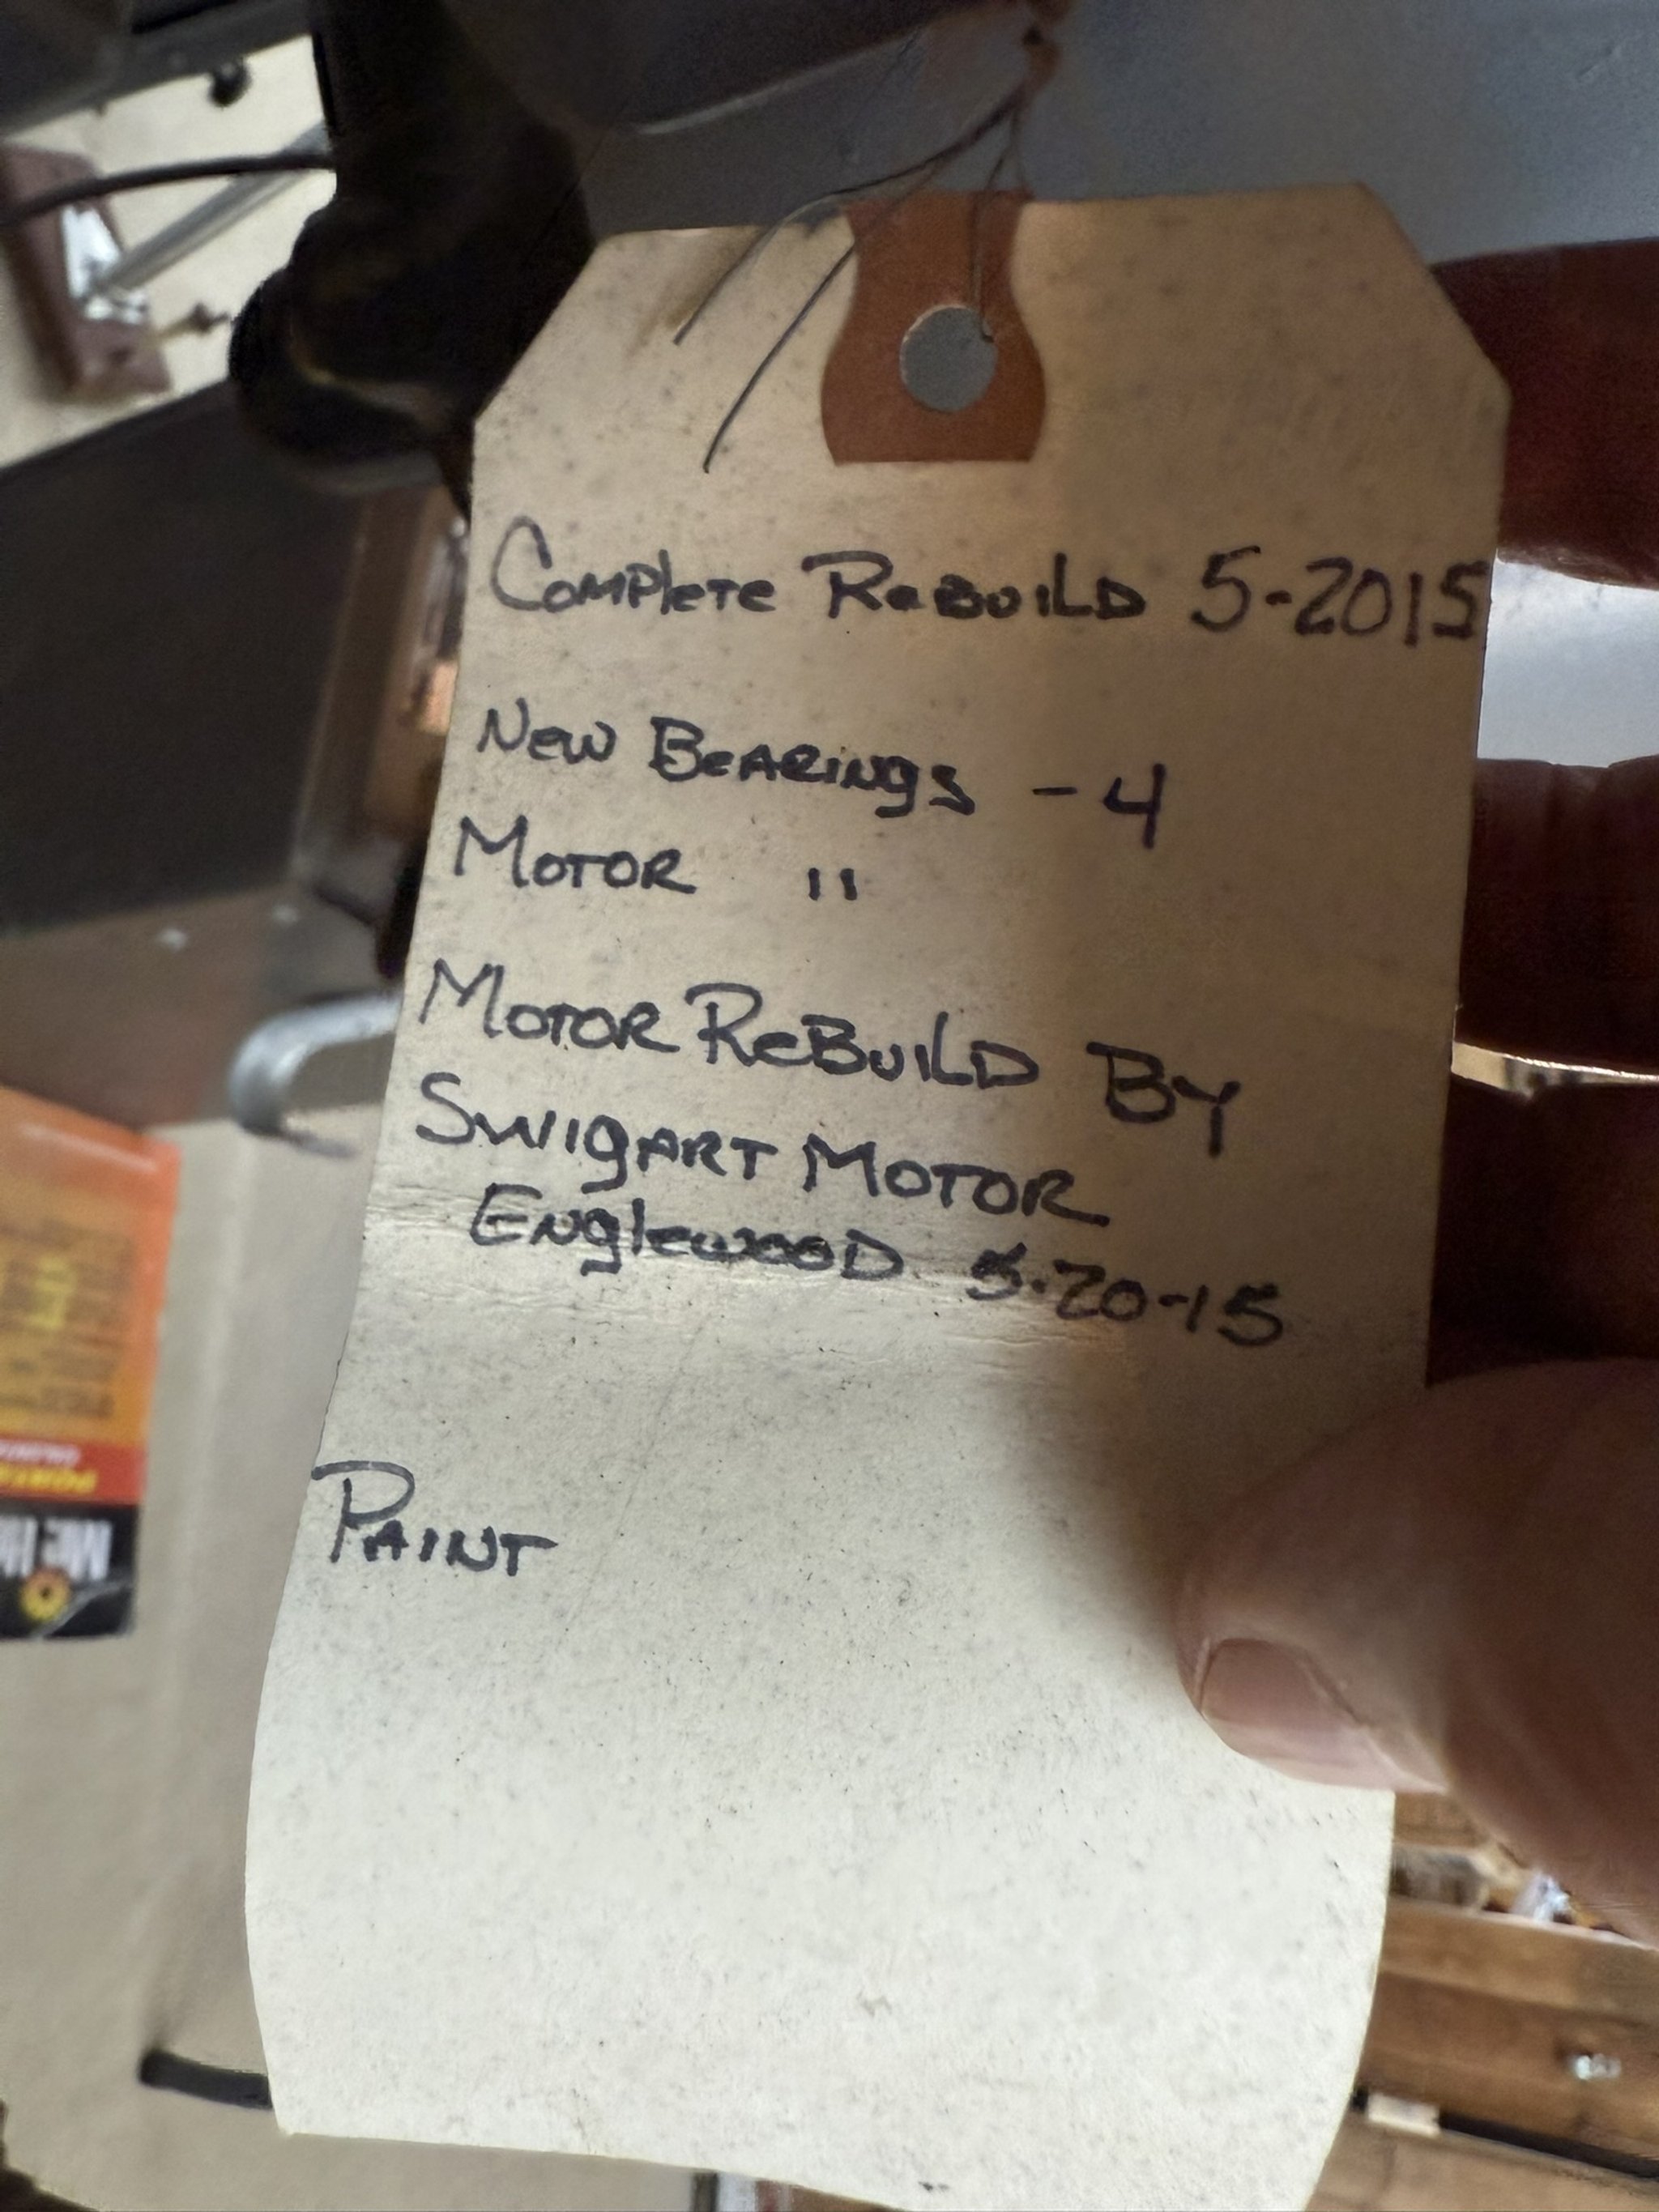 Complete Rebuild 5-2015
New Bearings - 4
Motor "
Motor Rebuild By
Swigart Motor
Englewood 5-20-15
Paint